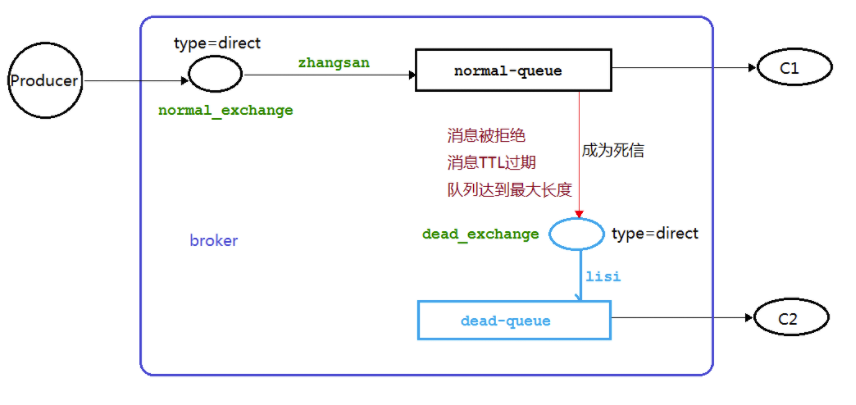 type=direct
Producer
zhangsan
normal-queue
C1
normal_exchange
消息被拒绝
消息TTL过期
队列达到最大长度
成为死信
dead_exchange
type=direct
broker
lisi
dead-queue
C2